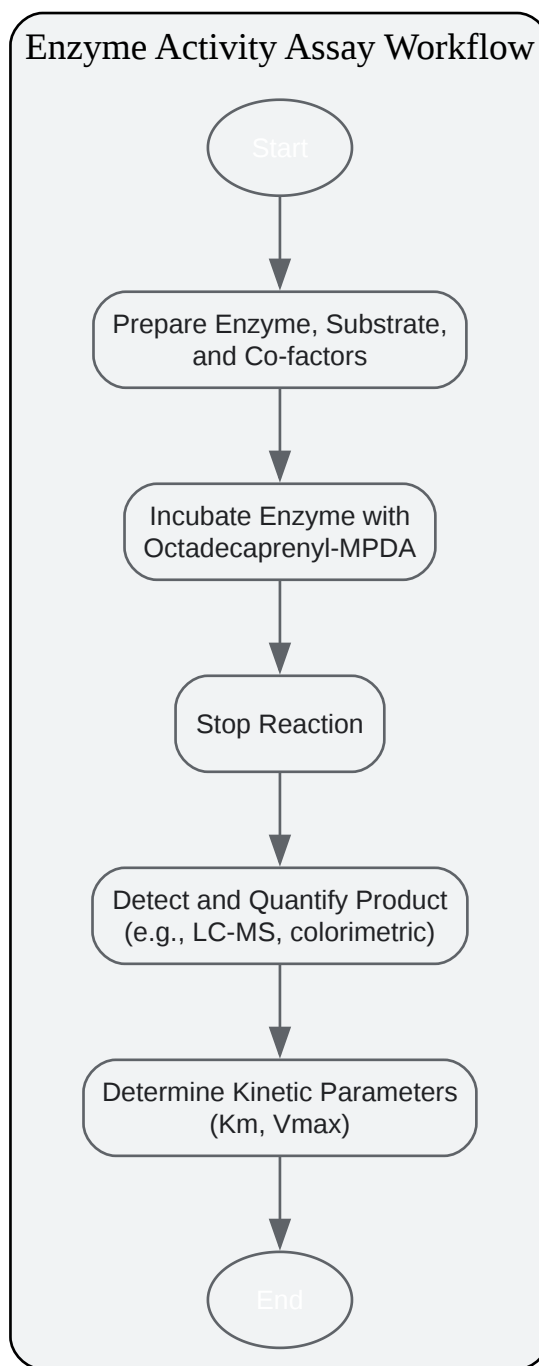 Enzyme Activity Assay Workflow
Start
Prepare Enzyme, Substrate,
and Co-factors
Incubate Enzyme with
Octadecaprenyl-MPDA
Stop Reaction
Detect and Quantify Product
(e.g., LC-MS, colorimetric)
Determine Kinetic Parameters
(Km, Vmax)
End